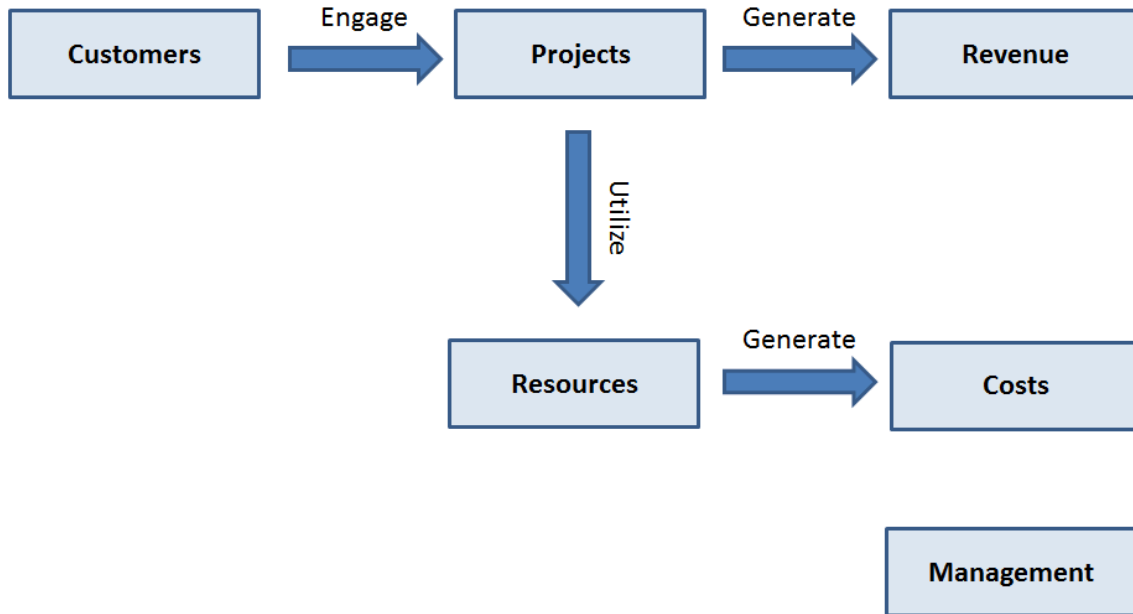 Engage
Generate
Customers
Projects
Revenue
Utilize
Generate
Resources
Costs
Management